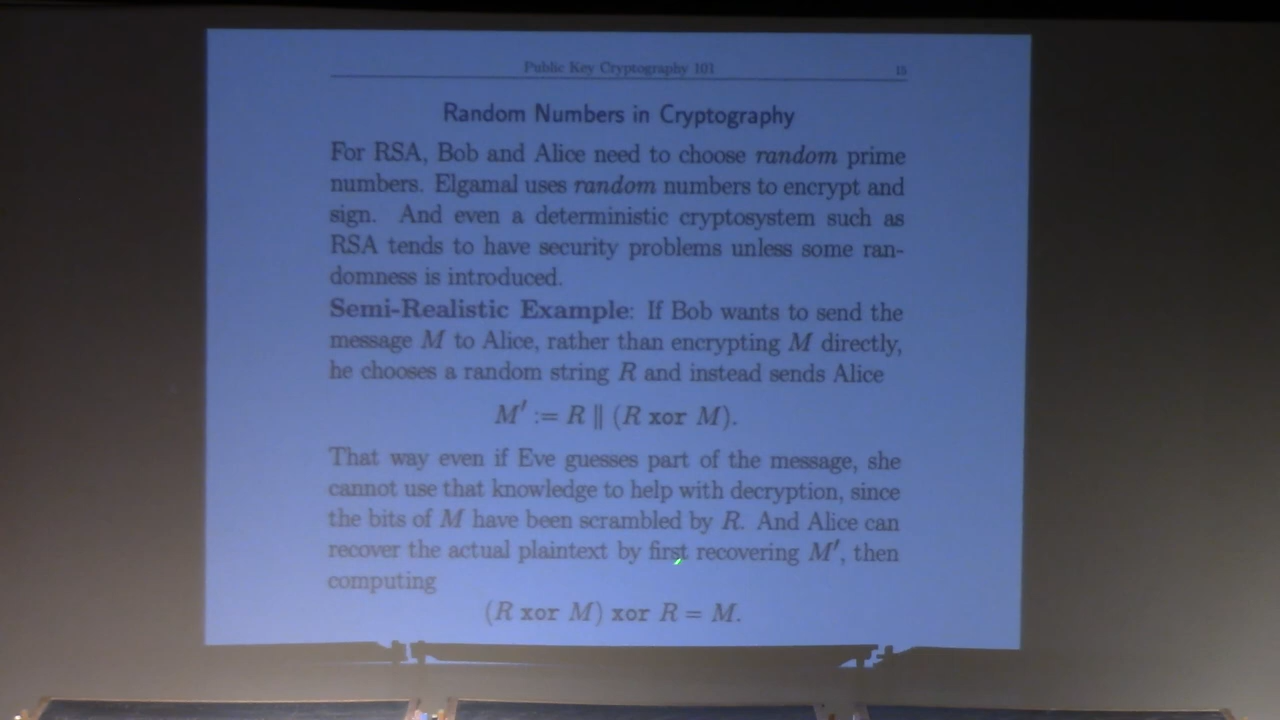 Public Key Cryptography 101 15
Random Numbers in Cryptography
For RSA, Bob and Alice need to choose random prime
numbers. Elgamal uses random numbers to encrypt and
sign. And even a deterministic cryptosystem such as
RSA tends to have security problems unless some ran-
domness is introduced.
Semi-Realistic Example: If Bob wants to send the
message M to Alice, rather than encrypting M directly,
he chooses a random string R and instead sends Alice
M′ := R ∥ (R xor M).
That way even if Eve guesses part of the message, she
cannot use that knowledge to help with decryption, since
the bits of M have been scrambled by R. And Alice can
recover the actual plaintext by first recovering M′, then
computing
(R xor M) xor R = M.